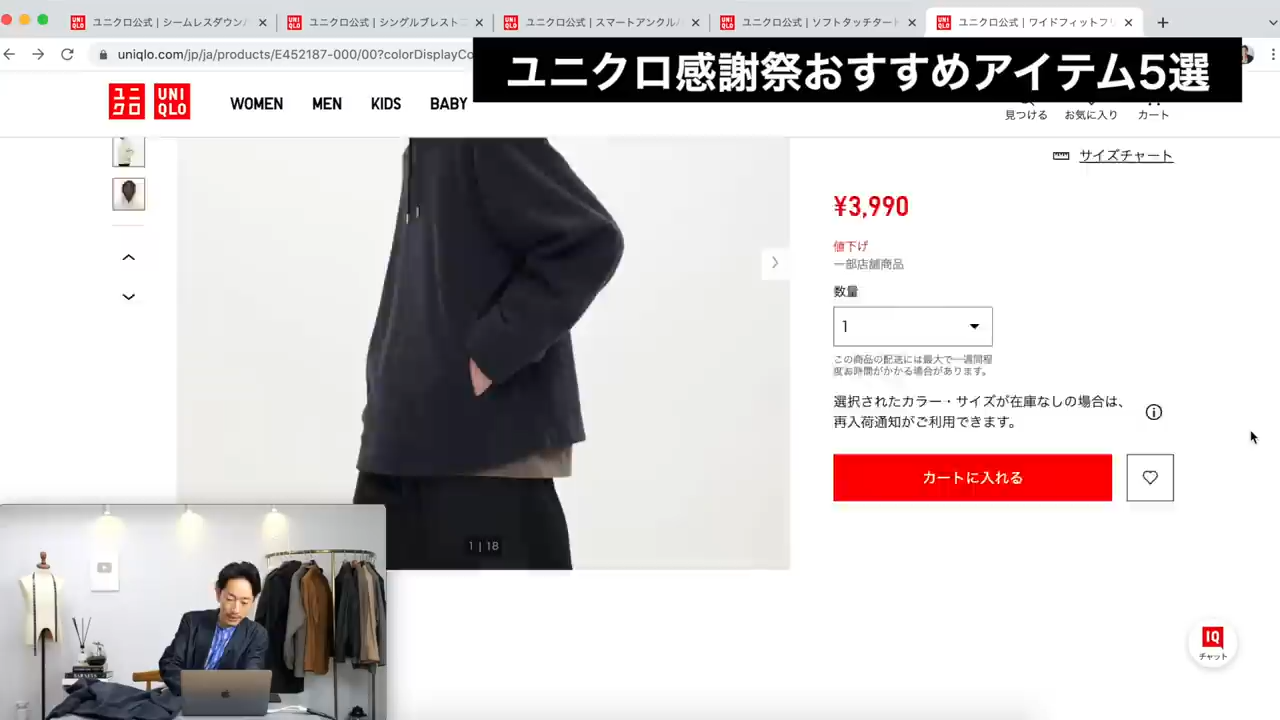 ユニクロ公式 | シームレスダウン
ユニクロ公式 | シングルブレスト
ユニクロ公式 | スマートアンクル
ユニクロ公式 | ソフトタッチター
ユニクロ公式 | ワイドフィットフリ
uniqlo.com/jp/ja/products/E452187-000/00?colorDisplayCo
ユニクロ感謝祭おすすめアイテム5選
ユニクロ
UNIQLO
WOMEN
MEN
KIDS
BABY
見つける
お気に入り
カート
サイズチャート
¥3,990
値下げ
一部店舗商品
数量
1
この商品の配送には最大で一週間程
度お時間がかかる場合があります。
選択されたカラー・サイズが在庫なしの場合は、
再入荷通知がご利用できます。
カートに入れる
1 | 18
IQ
チャット